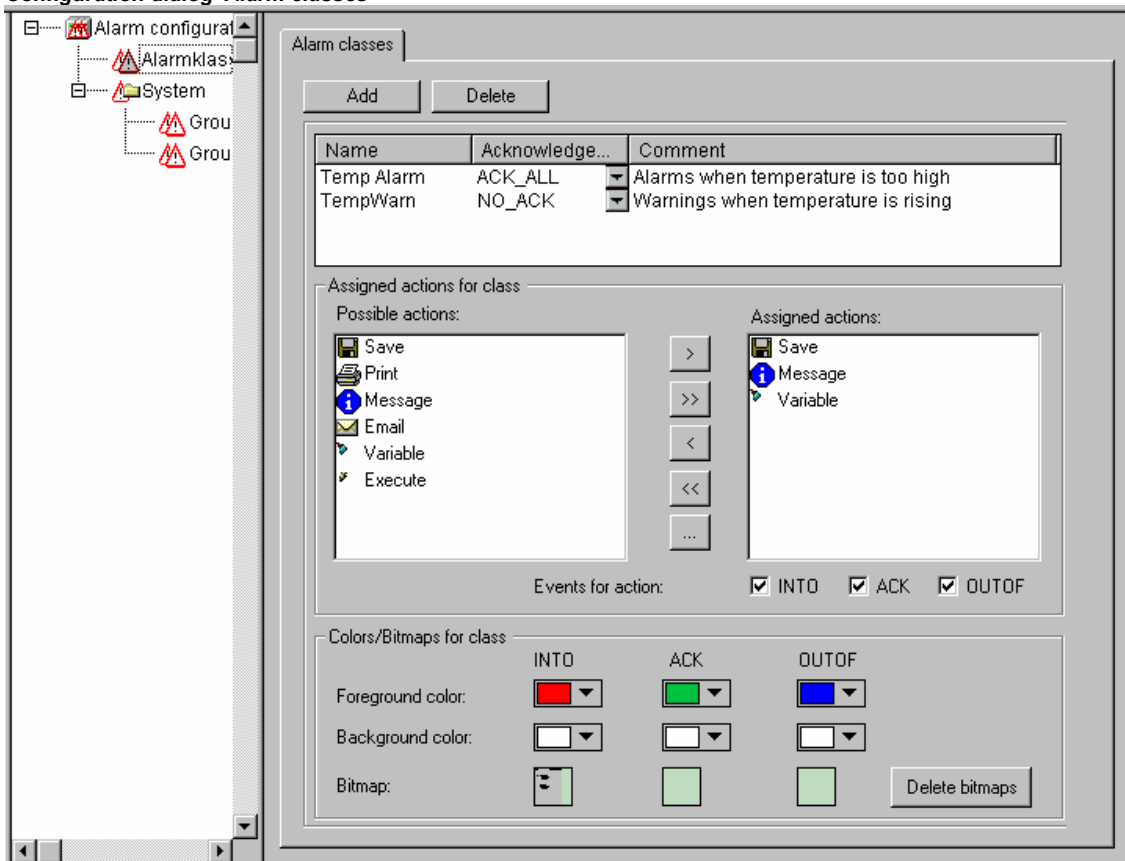 Configuration dialog 'Alarm classes'
Alarm configurat
Alarmklas
System
Grou
Grou
Alarm classes
Add Delete
Name Acknowledge... Comment
Temp Alarm ACK_ALL Alarms when temperature is too high
TempWarn NO_ACK Warnings when temperature is rising
Assigned actions for class
Possible actions:
Save
Print
Message
Email
Variable
Execute
>
>>
<
<<
...
Assigned actions:
Save
Message
Variable
Events for action: INTO ACK OUTOF
Colors/Bitmaps for class
INTO ACK OUTOF
Foreground color:
Background color:
Bitmap: Delete bitmaps